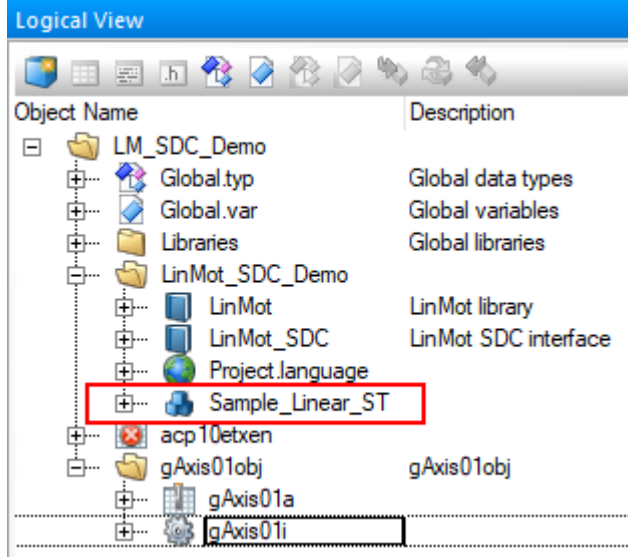 Logical View
.h
Object Name Description
LM_SDC_Demo
Global.typ Global data types
Global.var Global variables
Libraries Global libraries
LinMot_SDC_Demo
LinMot LinMot library
LinMot_SDC LinMot SDC interface
Project.language
Sample_Linear_ST
acp10etxen
gAxis01obj gAxis01obj
gAxis01a
gAxis01i